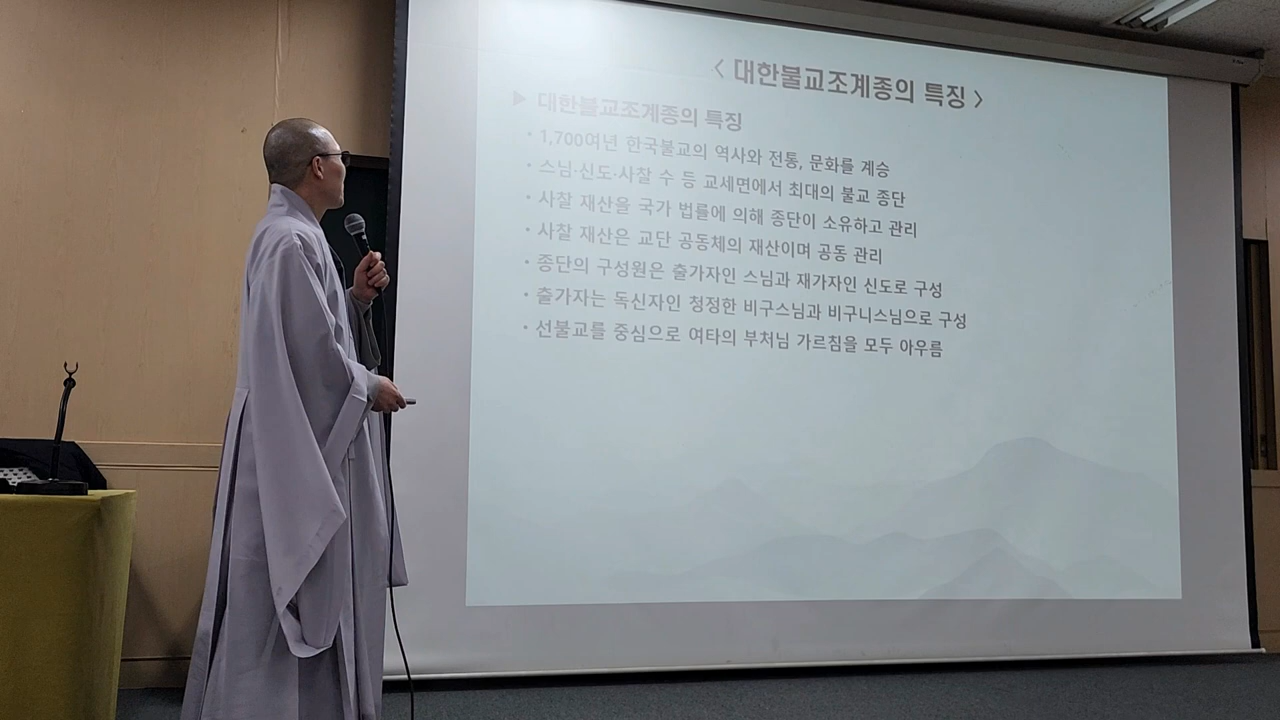 < 대한불교조계종의 특징 >
▶ 대한불교조계종의 특징
· 1,700여년 한국불교의 역사와 전통, 문화를 계승
· 스님·신도·사찰 수 등 교세면에서 최대의 불교 종단
· 사찰 재산을 국가 법률에 의해 종단이 소유하고 관리
· 사찰 재산은 교단 공동체의 재산이며 공동 관리
· 종단의 구성원은 출가자인 스님과 재가자인 신도로 구성
· 출가자는 독신자인 청정한 비구스님과 비구니스님으로 구성
· 선불교를 중심으로 여타의 부처님 가르침을 모두 아우름